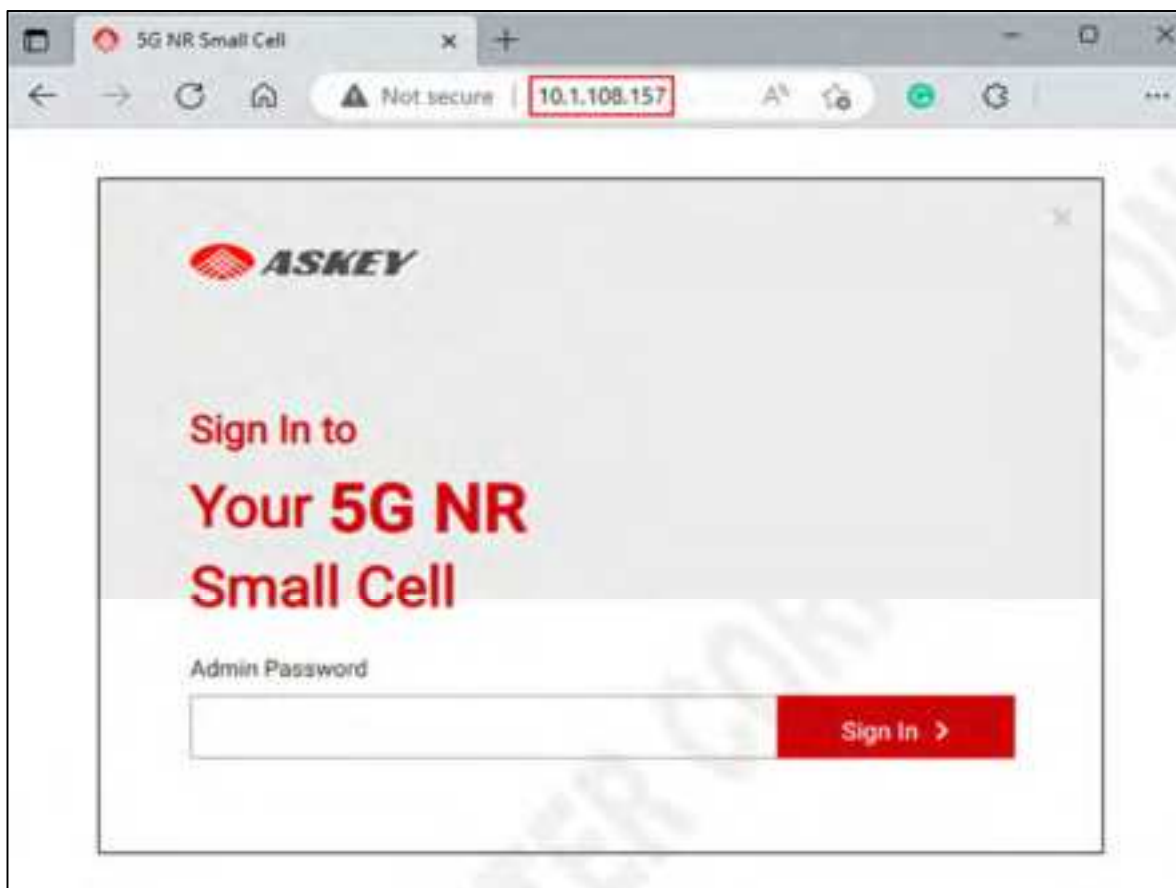 5G NR Small Cell
Not secure 10.1.108.157
ASKEY
Sign In to
Your 5G NR
Small Cell
Admin Password
Sign In